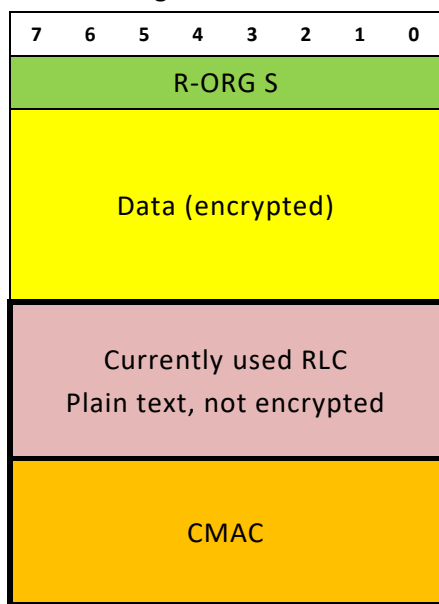 7 6 5 4 3 2 1 0
R-ORG S
Data (encrypted)
Currently used RLC
Plain text, not encrypted
CMAC